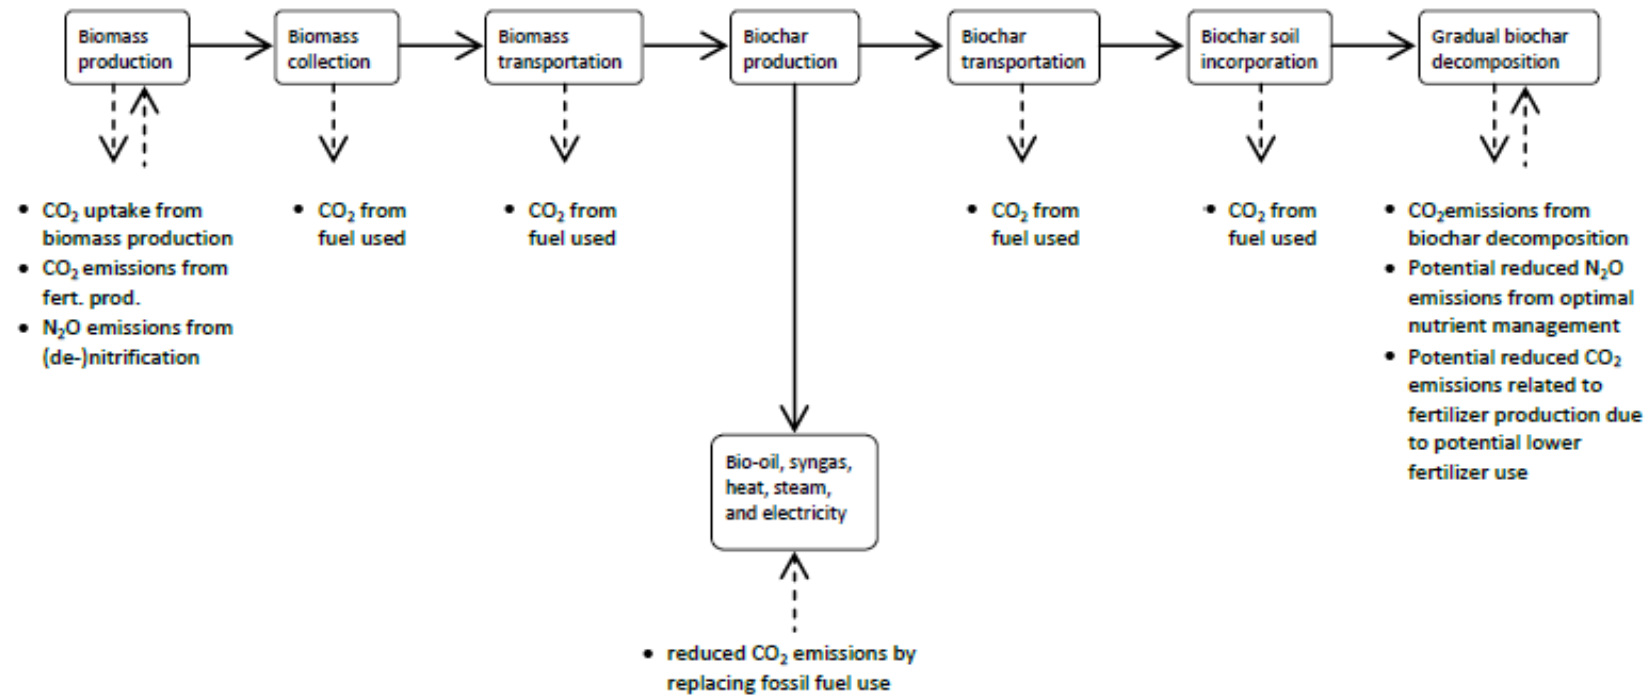 Biomass
production
Biomass
collection
Biomass
transportation
Biochar
production
Biochar
transportation
Biochar soil
incorporation
Gradual biochar
decomposition
• CO₂ uptake from
biomass production
• CO₂ emissions from
fert. prod.
• N₂O emissions from
(de-)nitrification
• CO₂ from
fuel used
• CO₂ from
fuel used
• CO₂ from
fuel used
• CO₂ from
fuel used
• CO₂emissions from
biochar decomposition
• Potential reduced N₂O
emissions from optimal
nutrient management
• Potential reduced CO₂
emissions related to
fertilizer production due
to potential lower
fertilizer use
Bio-oil, syngas,
heat, steam,
and electricity
• reduced CO₂ emissions by
replacing fossil fuel use